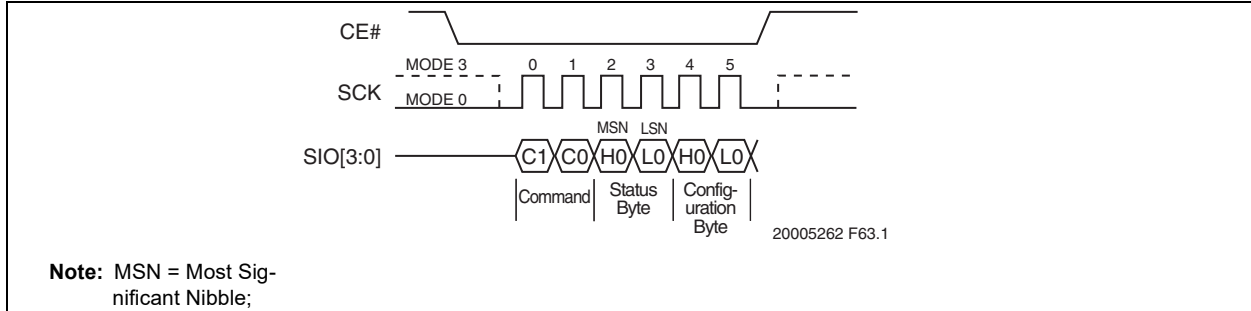 CE#
MODE 3 0 1 2 3 4 5
SCK
MODE 0
MSN LSN
SIO[3:0] C1 C0 H0 L0 H0 L0
Command Status Byte Config-uration Byte
20005262 F63.1
Note: MSN = Most Sig-
nificant Nibble;